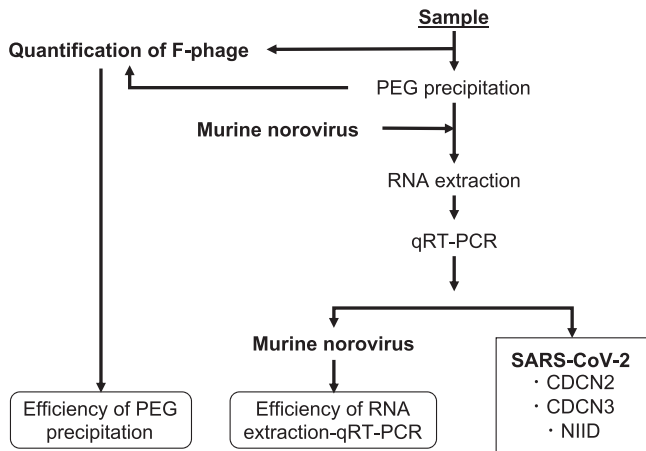 Sample
Quantification of F-phage
PEG precipitation
Murine norovirus
RNA extraction
qRT-PCR
Murine norovirus
SARS-CoV-2
・CDCN2
・CDCN3
・NIID
Efficiency of PEG
precipitation
Efficiency of RNA
extraction-qRT-PCR